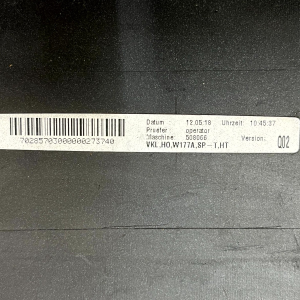 Datum 12.05.18 Uhrzeit 10:45:37
Pruefer operator
Maschine: 508066 Version: Q02
VKL,HO,W177A,SP-T,HT
70285703000000273740